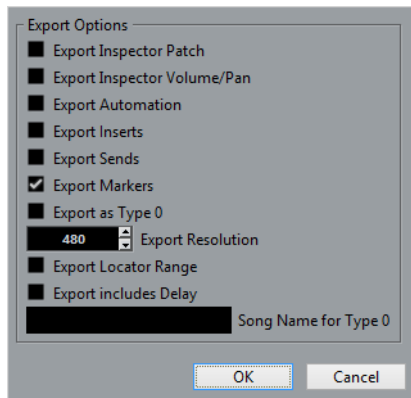 Export Options
Export Inspector Patch
Export Inspector Volume/Pan
Export Automation
Export Inserts
Export Sends
Export Markers
Export as Type 0
480 Export Resolution
Export Locator Range
Export includes Delay
Song Name for Type 0
OK Cancel